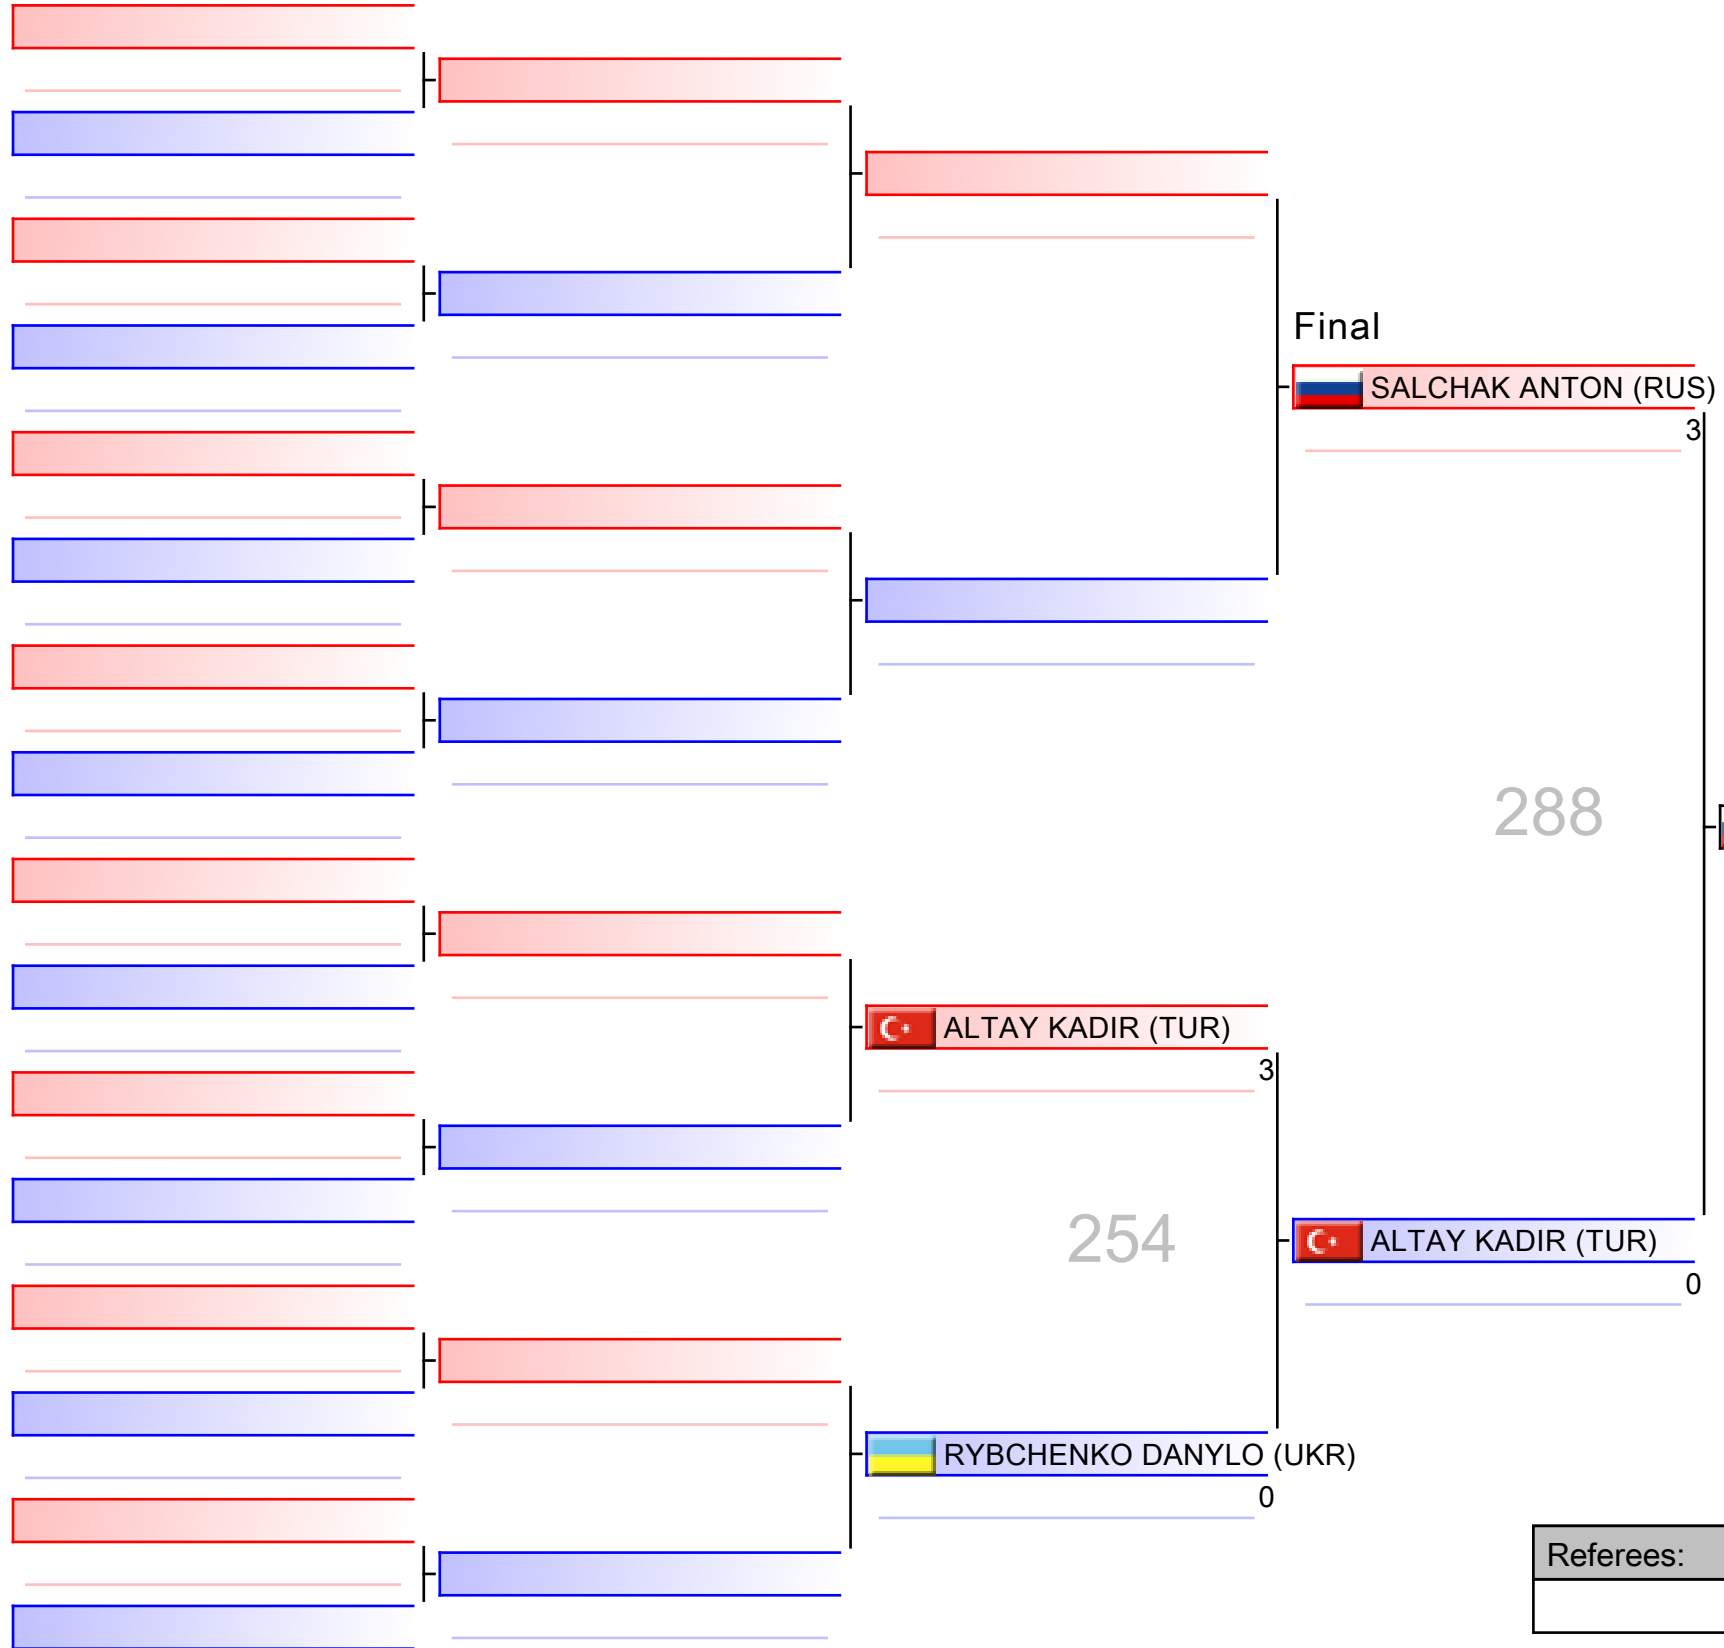 Final
SALCHAK ANTON (RUS)
3
288
ALTAY KADIR (TUR)
3
254
ALTAY KADIR (TUR)
0
RYBCHENKO DANYLO (UKR)
0
Referees: